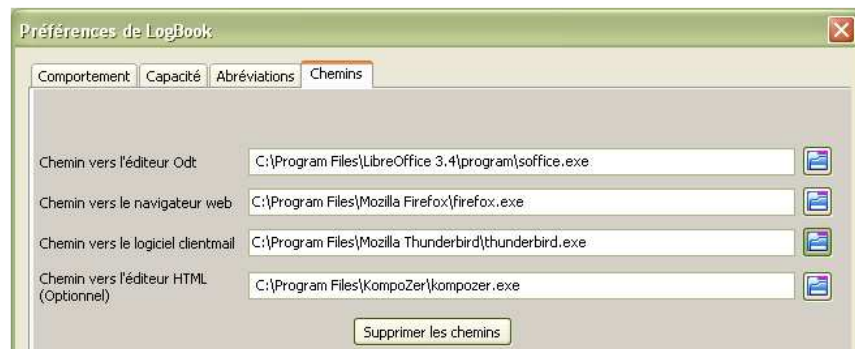 Préférences de LogBook
Comportement Capacité Abréviations Chemins
Chemin vers l'éditeur Odt C:\Program Files\LibreOffice 3.4\program\soffice.exe
Chemin vers le navigateur web C:\Program Files\Mozilla Firefox\firefox.exe
Chemin vers le logiciel clientmail C:\Program Files\Mozilla Thunderbird\thunderbird.exe
Chemin vers l'éditeur HTML
(Optionnel) C:\Program Files\KompoZer\kompozer.exe
Supprimer les chemins